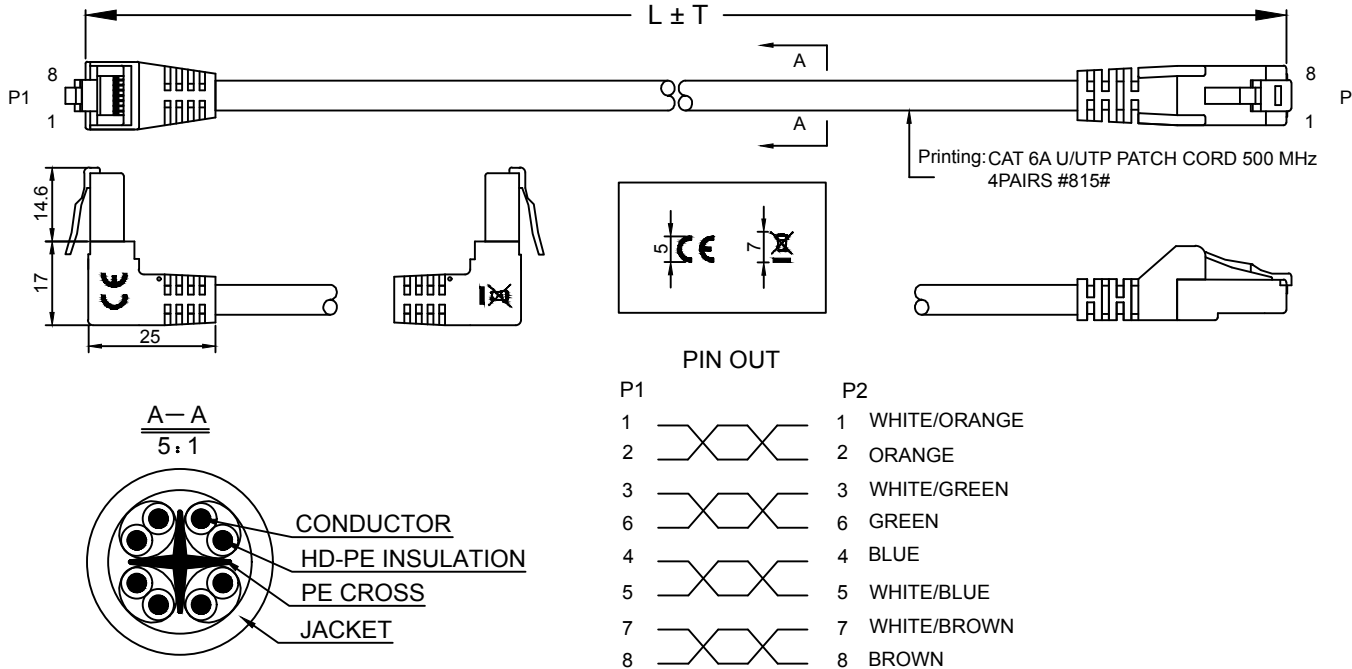 L ± T
8
A
8
P1
P
1
A
1
Printing: CAT 6A U/UTP PATCH CORD 500 MHz
4PAIRS #815#
14.6
17
25
CE
5
CE
7
PIN OUT
P1 P2
1 1 WHITE/ORANGE
2 2 ORANGE
3 3 WHITE/GREEN
6 6 GREEN
4 4 BLUE
5 5 WHITE/BLUE
7 7 WHITE/BROWN
8 8 BROWN
A— A
5:1
CONDUCTOR
HD-PE INSULATION
PE CROSS
JACKET